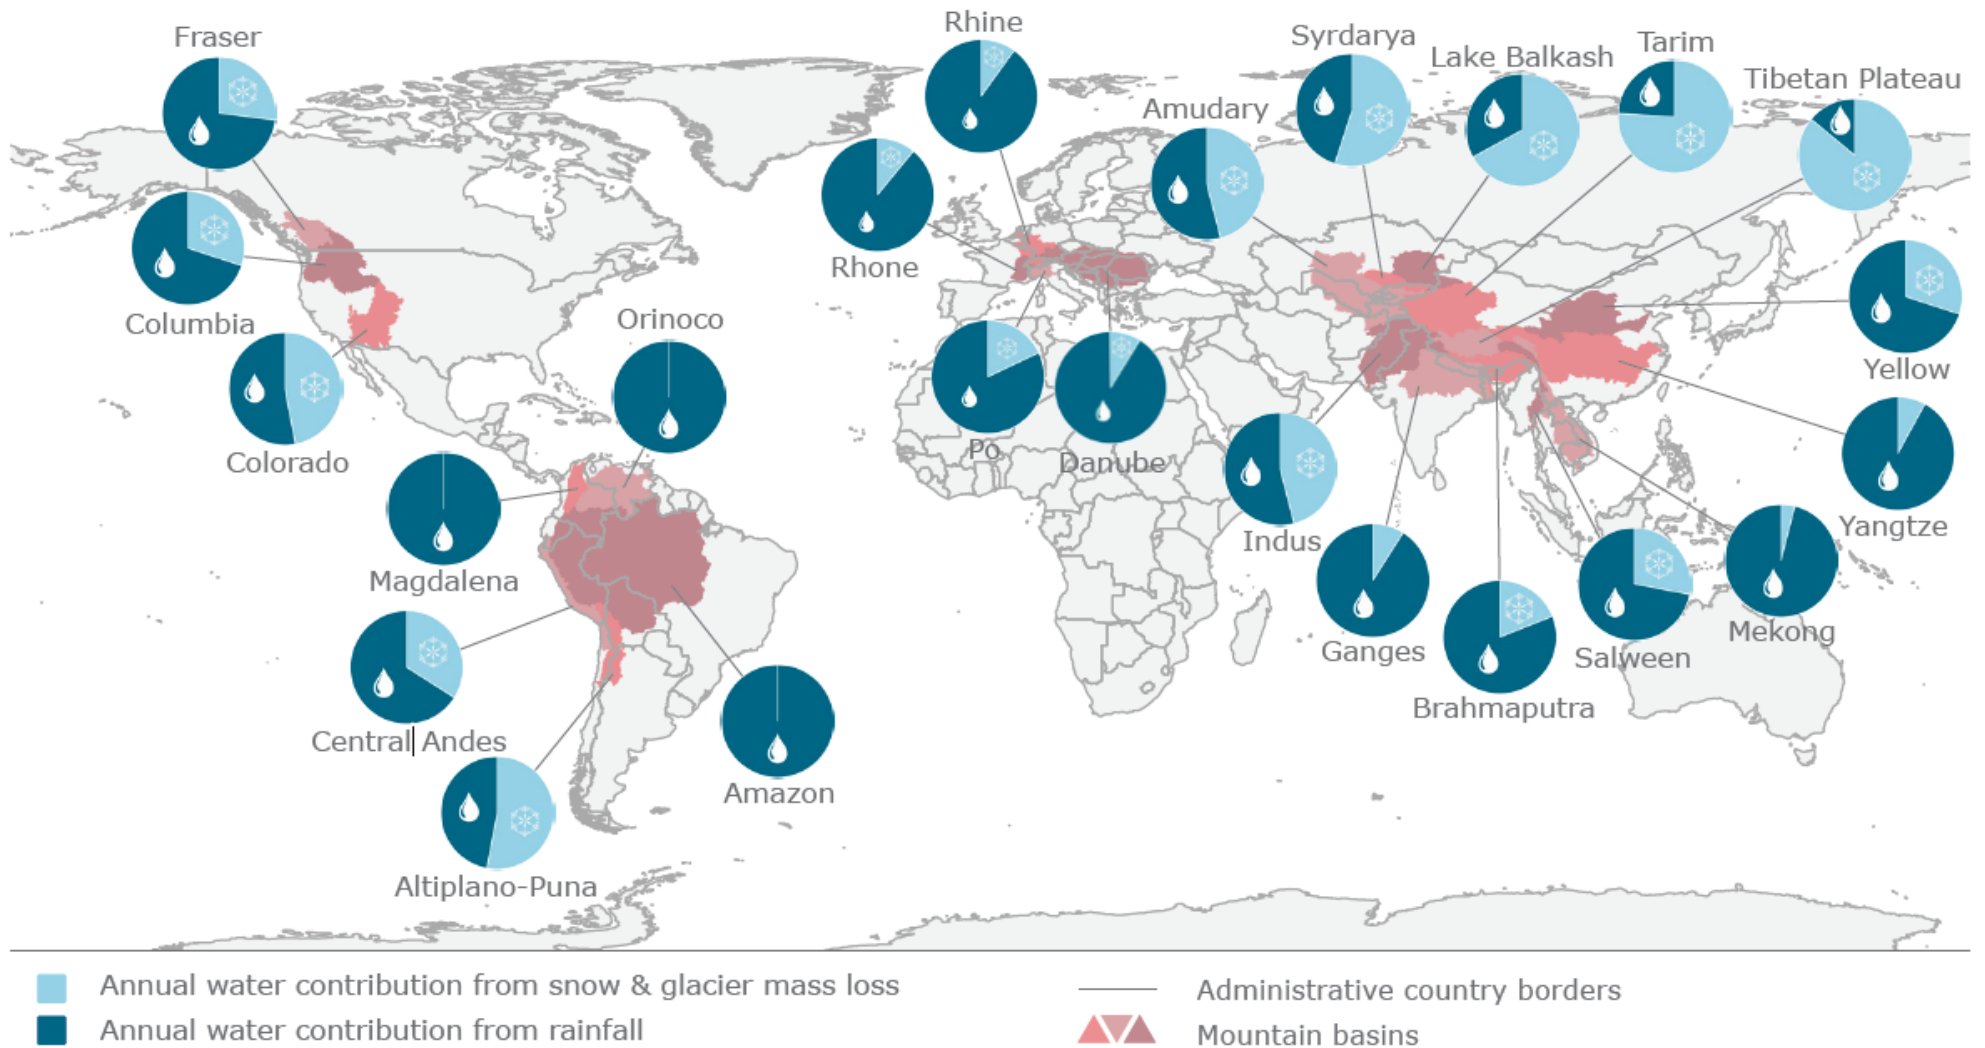 Rhine
Fraser
Syrdarya
Lake Balkash
Tarim
Tibetan Plateau
Amudary
Rhone
Columbia
Orinoco
Yellow
Colorado
Po
Danube
Magdalena
Indus
Yangtze
Ganges
Mekong
Salween
Brahmaputra
Central Andes
Amazon
Altiplano-Puna
Annual water contribution from snow & glacier mass loss
Annual water contribution from rainfall
Administrative country borders
Mountain basins